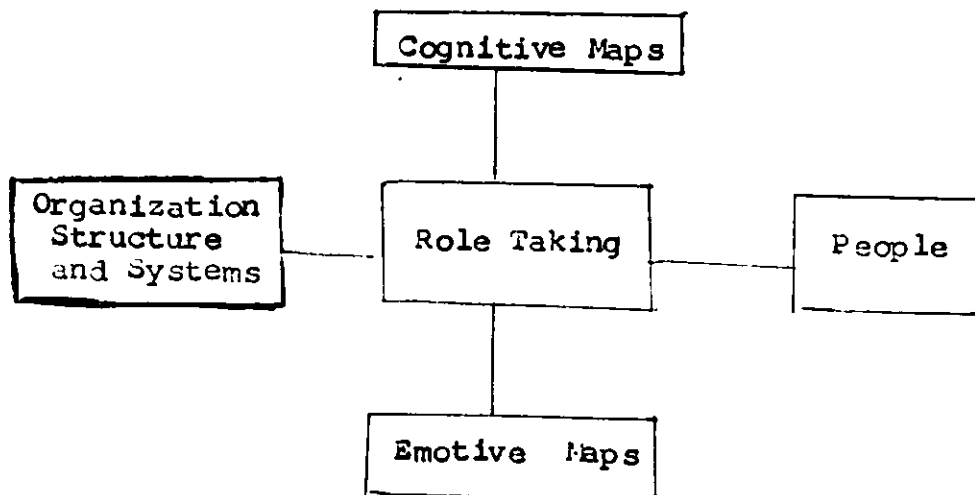 Cognitive Maps
Organization
Structure
and Systems
Role Taking
People
Emotive Maps